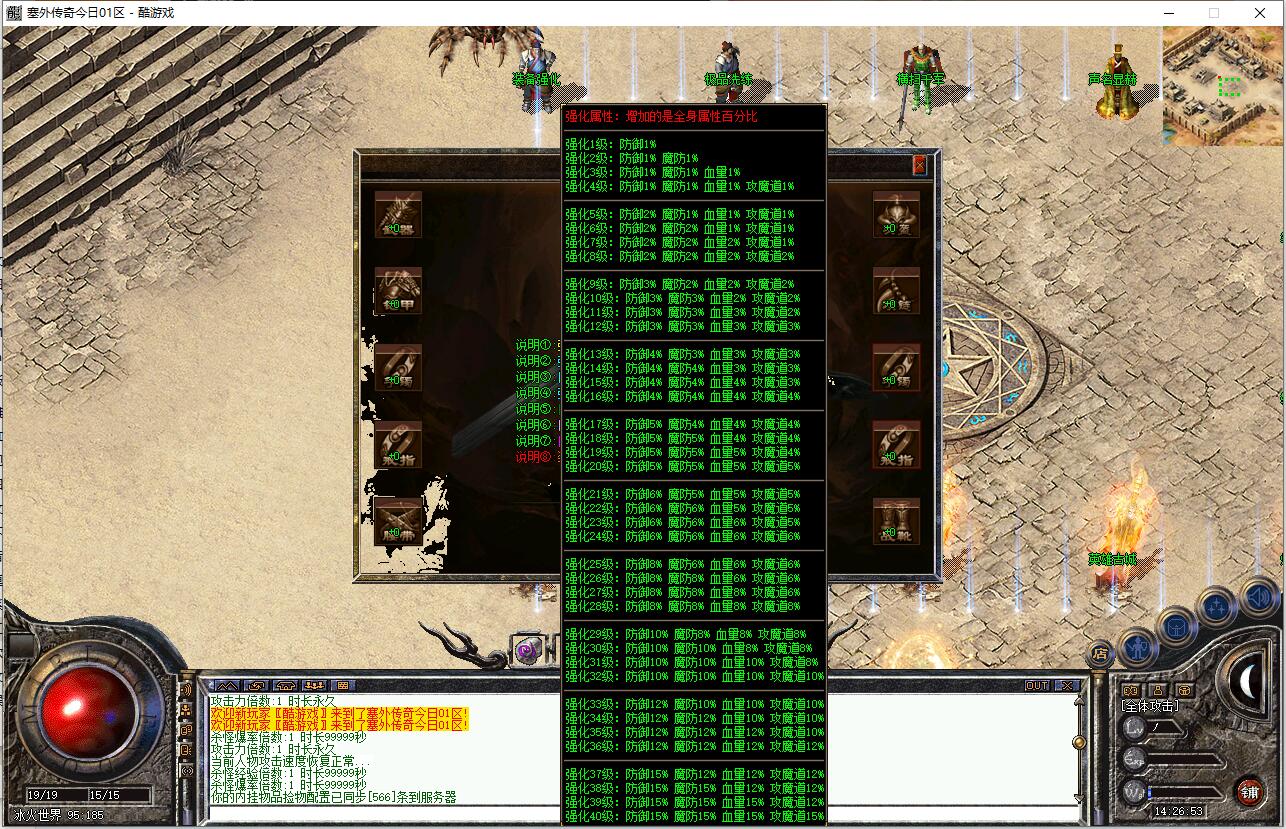 塞外传奇今日01区 - 酷游戏
装备强化
极品洗练
横扫千军
声名显赫
强化属性：增加的是全身属性百分比
强化1级：防御1%
强化2级：防御1% 魔防1%
强化3级：防御1% 魔防1% 血量1%
强化4级：防御1% 魔防1% 血量1% 攻魔道1%
强化5级：防御2% 魔防1% 血量1% 攻魔道1%
强化6级：防御2% 魔防2% 血量1% 攻魔道1%
强化7级：防御2% 魔防2% 血量2% 攻魔道1%
强化8级：防御2% 魔防2% 血量2% 攻魔道2%
强化9级：防御3% 魔防2% 血量2% 攻魔道2%
强化10级：防御3% 魔防3% 血量2% 攻魔道2%
强化11级：防御3% 魔防3% 血量3% 攻魔道2%
强化12级：防御3% 魔防3% 血量3% 攻魔道3%
强化13级：防御4% 魔防3% 血量3% 攻魔道3%
强化14级：防御4% 魔防4% 血量3% 攻魔道3%
强化15级：防御4% 魔防4% 血量4% 攻魔道3%
强化16级：防御4% 魔防4% 血量4% 攻魔道4%
强化17级：防御5% 魔防4% 血量4% 攻魔道4%
强化18级：防御5% 魔防5% 血量4% 攻魔道4%
强化19级：防御5% 魔防5% 血量5% 攻魔道4%
强化20级：防御5% 魔防5% 血量5% 攻魔道5%
强化21级：防御6% 魔防5% 血量5% 攻魔道5%
强化22级：防御6% 魔防6% 血量5% 攻魔道5%
强化23级：防御6% 魔防6% 血量6% 攻魔道5%
强化24级：防御6% 魔防6% 血量6% 攻魔道6%
强化25级：防御8% 魔防6% 血量6% 攻魔道6%
强化26级：防御8% 魔防8% 血量6% 攻魔道6%
强化27级：防御8% 魔防8% 血量8% 攻魔道6%
强化28级：防御8% 魔防8% 血量8% 攻魔道8%
强化29级：防御10% 魔防8% 血量8% 攻魔道8%
强化30级：防御10% 魔防10% 血量8% 攻魔道8%
强化31级：防御10% 魔防10% 血量10% 攻魔道8%
强化32级：防御10% 魔防10% 血量10% 攻魔道10%
强化33级：防御12% 魔防10% 血量10% 攻魔道10%
强化34级：防御12% 魔防12% 血量10% 攻魔道10%
强化35级：防御12% 魔防12% 血量12% 攻魔道10%
强化36级：防御12% 魔防12% 血量12% 攻魔道12%
强化37级：防御15% 魔防12% 血量12% 攻魔道12%
强化38级：防御15% 魔防15% 血量12% 攻魔道12%
强化39级：防御15% 魔防15% 血量15% 攻魔道12%
强化40级：防御15% 魔防15% 血量15% 攻魔道15%
+0
+0
+0
+0
戒指
+0
+0
+0
+0
戒指
+0
腰带
+0
战靴
+0
说明①:
说明②:
说明③:
说明④:
说明⑤:
说明⑥:
说明⑦:
说明⑧:
英雄古城
店
OUT
攻击力倍数:1 时长永久
欢迎新玩家〖酷游戏〗来到了塞外传奇今日01区!
欢迎新玩家〖酷游戏〗来到了塞外传奇今日01区!
杀怪爆率倍数:1 时长99999秒
攻击力倍数:1 时长永久
当前人物攻击速度恢复正常...
杀怪经验倍数:1 时长99999秒
杀怪爆率倍数:1 时长99999秒
你的内挂物品捡物配置已同步[566]条到服务器
19/19
15/15
冰火世界 95:165
[全体攻击]
Lv
7
Exp
铺
14:26:53